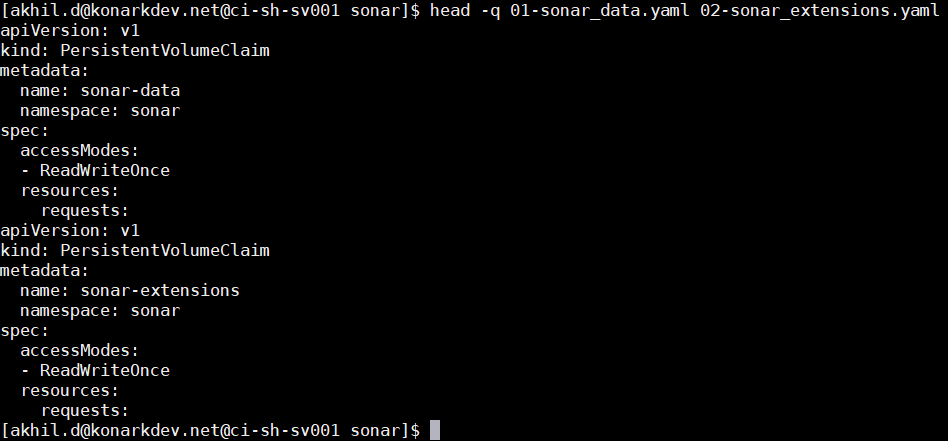 [akhil.d@konarkdev.net@ci-sh-sv001 sonar]$ head -q 01-sonar_data.yaml 02-sonar_extensions.yaml
apiVersion: v1
kind: PersistentVolumeClaim
metadata:
  name: sonar-data
  namespace: sonar
spec:
  accessModes:
  - ReadWriteOnce
  resources:
    requests:
apiVersion: v1
kind: PersistentVolumeClaim
metadata:
  name: sonar-extensions
  namespace: sonar
spec:
  accessModes:
  - ReadWriteOnce
  resources:
    requests:
[akhil.d@konarkdev.net@ci-sh-sv001 sonar]$